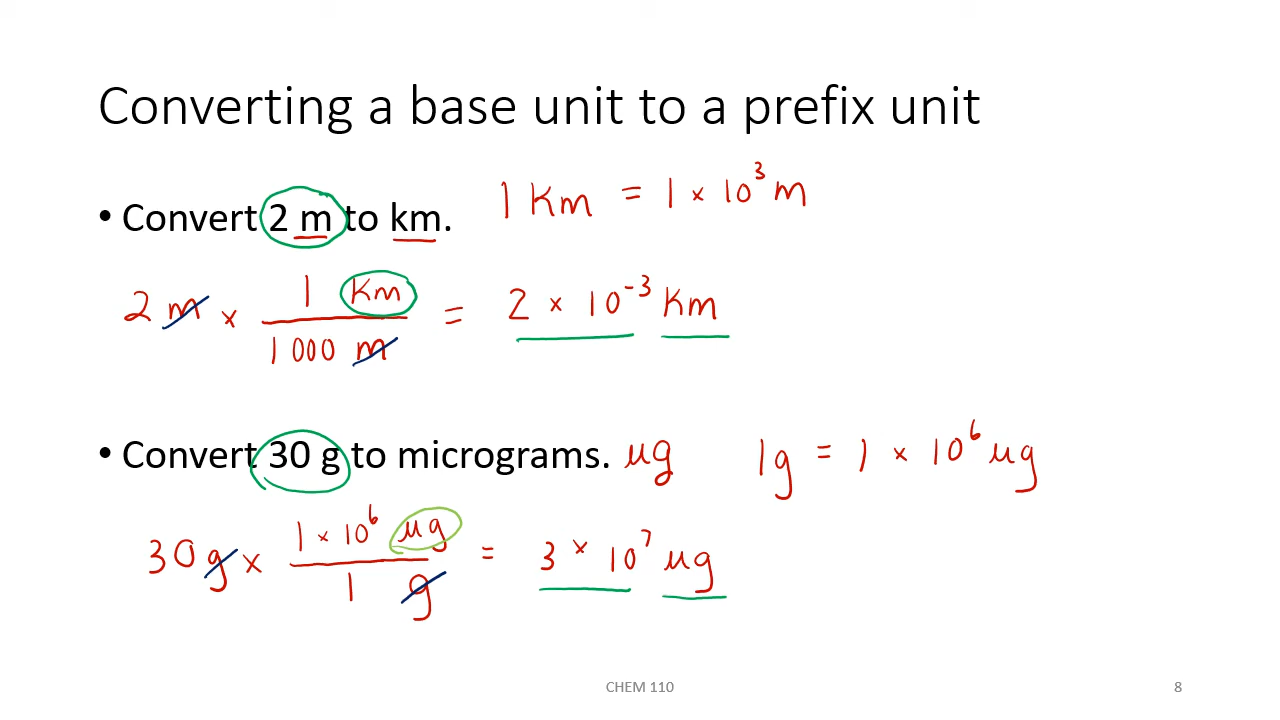 Converting a base unit to a prefix unit
• Convert 2 m to km. 1 Km = 1 × 10³ m
2 m × 1 Km / 1000 m = 2 × 10⁻³ Km
• Convert 30 g to micrograms. µg 1g = 1 × 10⁶ µg
30 g × 1 × 10⁶ µg / 1 g = 3 × 10⁷ µg
CHEM 110 8